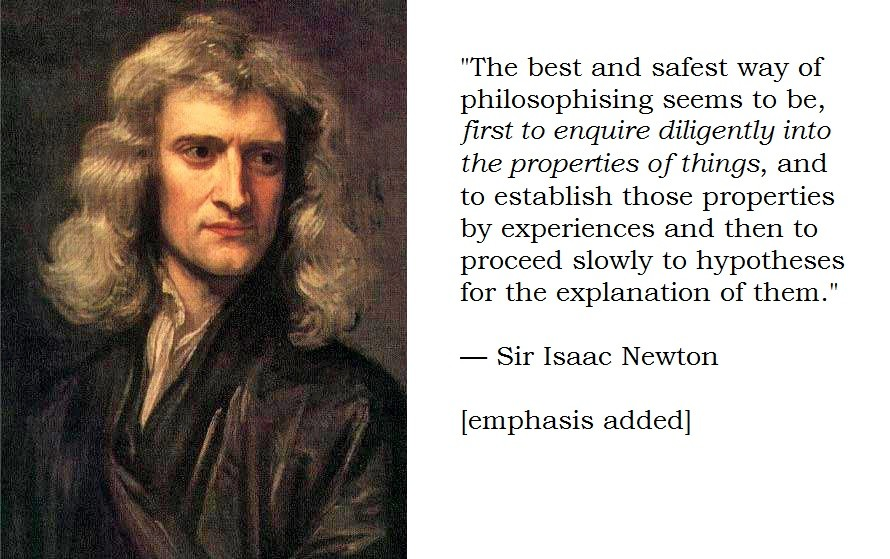 "The best and safest way of
philosophising seems to be,
first to enquire diligently into
the properties of things, and
to establish those properties
by experiences and then to
proceed slowly to hypotheses
for the explanation of them."
— Sir Isaac Newton
[emphasis added]